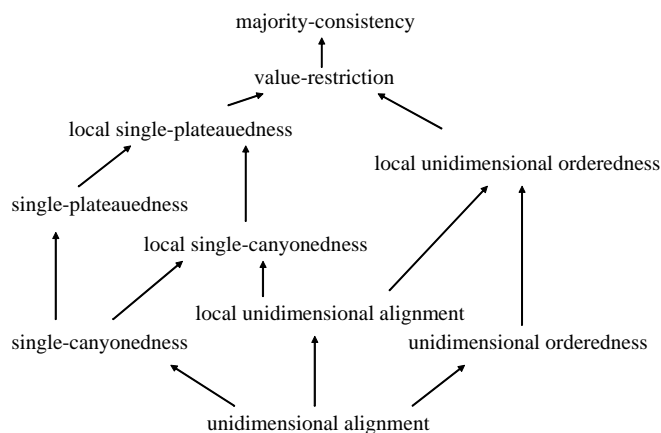 majority-consistency
value-restriction
local single-plateauedness
local unidimensional orderedness
single-plateauedness
local single-canyonedness
local unidimensional alignment
single-canyonedness
unidimensional orderedness
unidimensional alignment